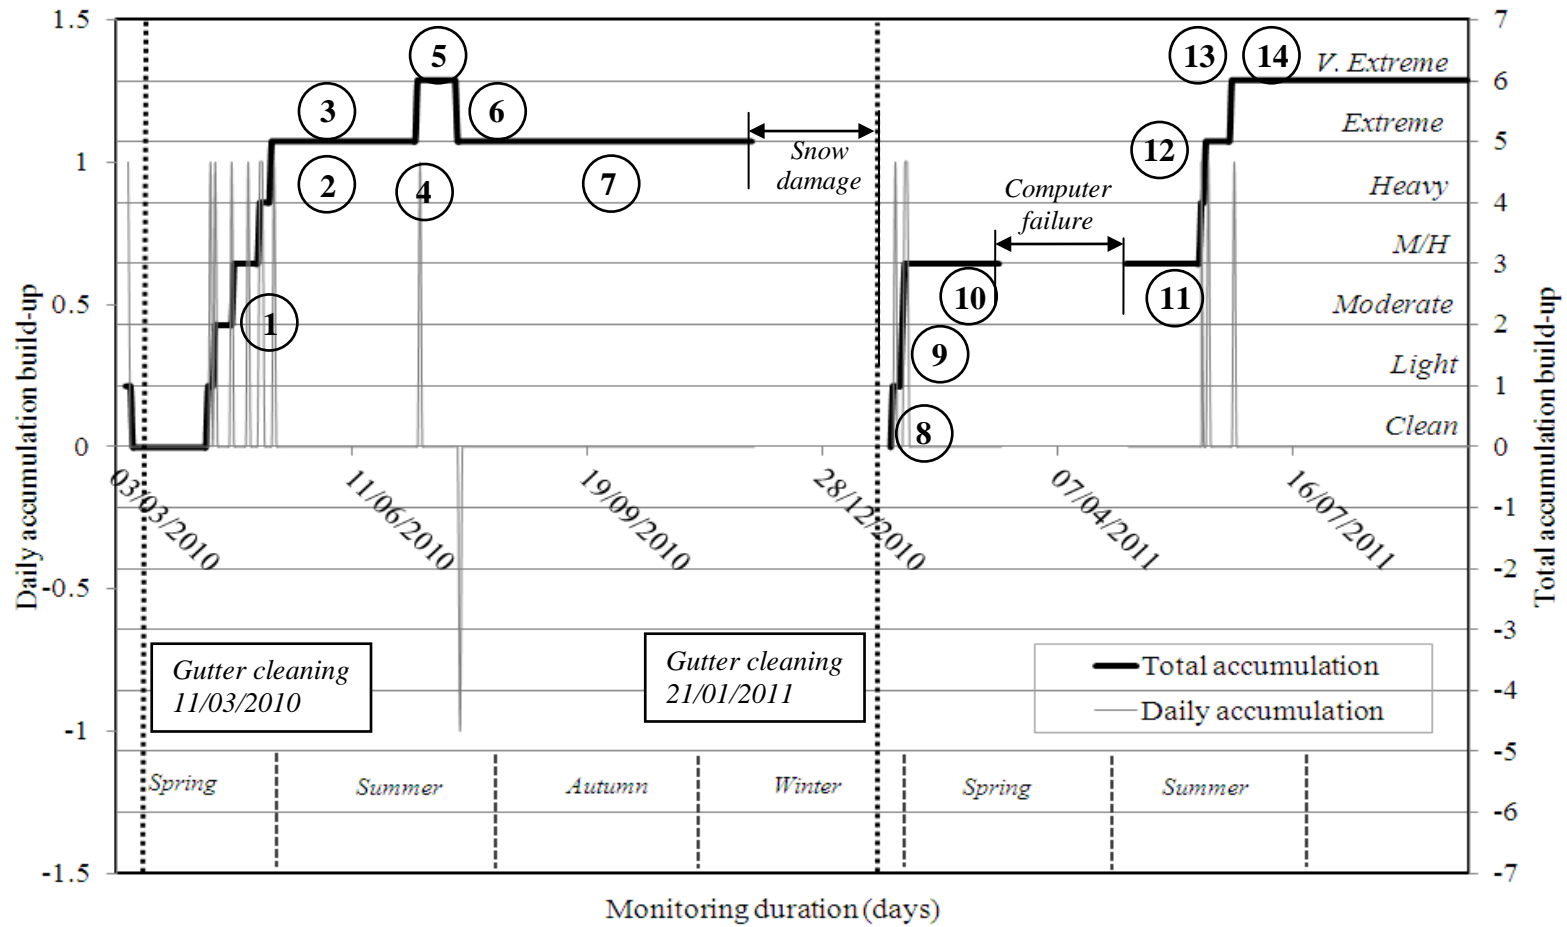 1.5
1
0.5
0
-0.5
-1
-1.5
Daily accumulation build-up
7
6
5
4
3
2
1
0
-1
-2
-3
-4
-5
-6
-7
Total accumulation build-up
V. Extreme
Extreme
Heavy
M/H
Moderate
Light
Clean
1
2
3
4
5
6
7
8
9
10
11
12
13
14
Snow
damage
Computer
failure
03/03/2010
11/06/2010
19/09/2010
28/12/2010
07/04/2011
16/07/2011
Gutter cleaning
11/03/2010
Gutter cleaning
21/01/2011
Total accumulation
Daily accumulation
Spring
Summer
Autumn
Winter
Spring
Summer
Monitoring duration (days)